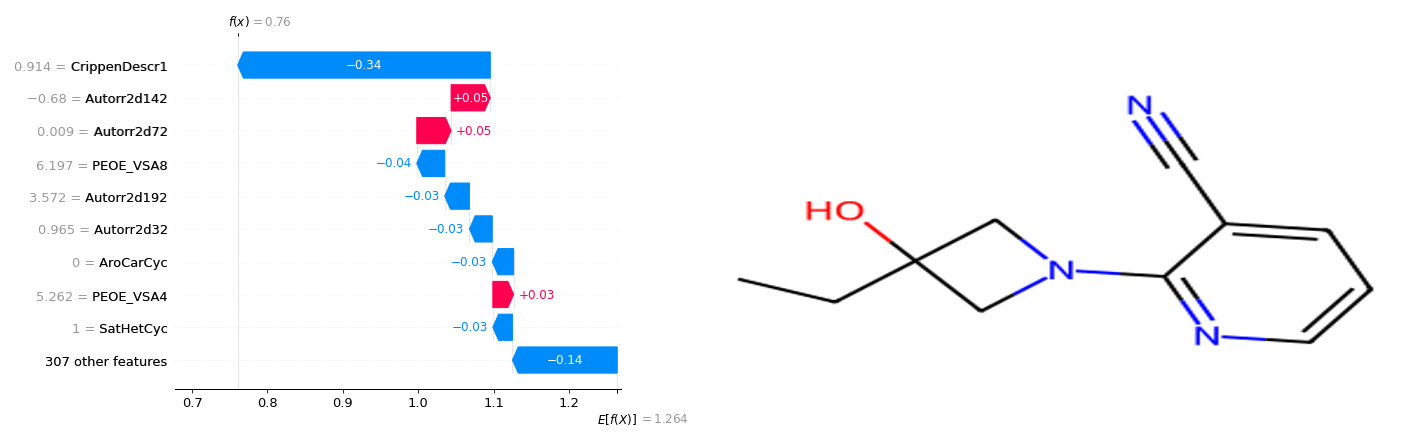 f(x) = 0.76
0.914 = CrippenDescr1
−0.34
−0.68 = Autorr2d142
+0.05
0.009 = Autorr2d72
+0.05
6.197 = PEOE_VSA8
−0.04
3.572 = Autorr2d192
−0.03
0.965 = Autorr2d32
−0.03
0 = AroCarCyc
−0.03
5.262 = PEOE_VSA4
+0.03
1 = SatHetCyc
−0.03
307 other features
−0.14
0.7 0.8 0.9 1.0 1.1 1.2
E[f(X)] = 1.264
N
HO
N
N